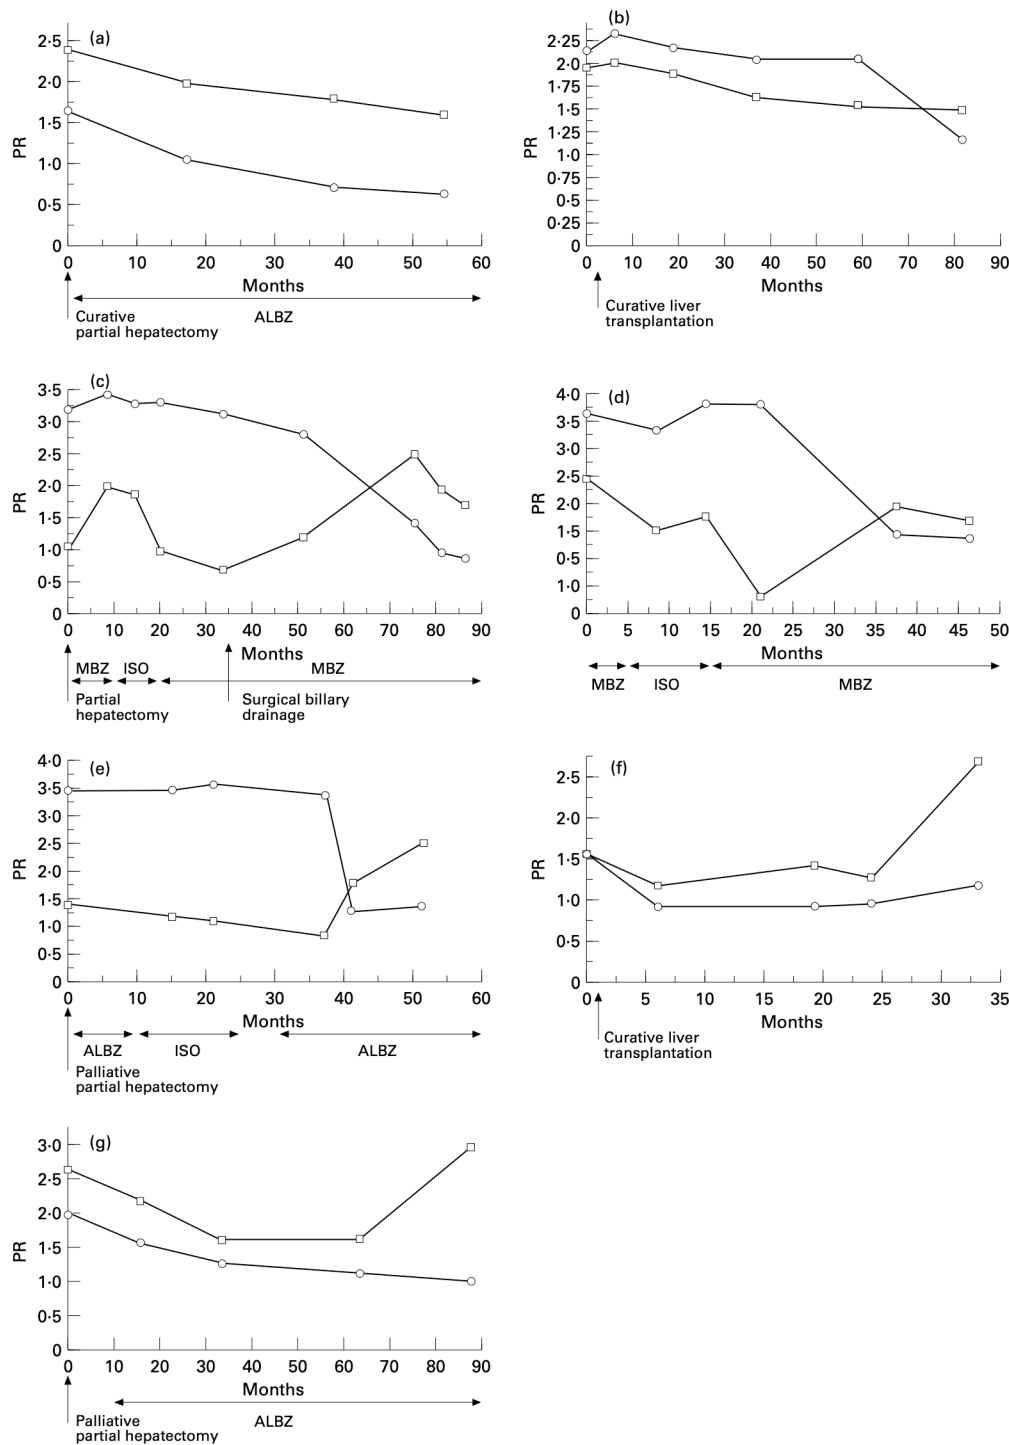 (a)
2·5
2·0
1·5
1·0
0·5
0
PR
0 10 20 30 40 50 60
Months
ALBZ
Curative
partial hepatectomy
(b)
2·25
2·0
1·75
1·5
1·25
1·0
0·75
0·5
0·25
0
PR
0 10 20 30 40 50 60 70 80 90
Months
Curative liver
transplantation
(c)
3·5
3·0
2·5
2·0
1·5
1·0
0·5
0
PR
0 10 20 30 40 50 60 70 80 90
Months
MBZ ISO MBZ
Partial
hepatectomy
Surgical billary
drainage
(d)
4·0
3·5
3·0
2·5
2·0
1·5
0·5
1·0
0
PR
0 5 10 15 20 25 30 35 40 45 50
Months
MBZ ISO MBZ
(e)
4·0
3·5
3·0
2·5
2·0
1·5
1·0
0·5
0
PR
0 10 20 30 40 50 60
Months
ALBZ ISO ALBZ
Palliative
partial hepatectomy
(f)
2·5
2·0
1·5
1·0
0·5
0
PR
0 5 10 15 20 25 30 35
Months
Curative liver
transplantation
(g)
3·0
2·5
2·0
1·5
1·0
0·5
0
PR
0 10 20 30 40 50 60 70 80 90
Months
ALBZ
Palliative
partial hepatectomy